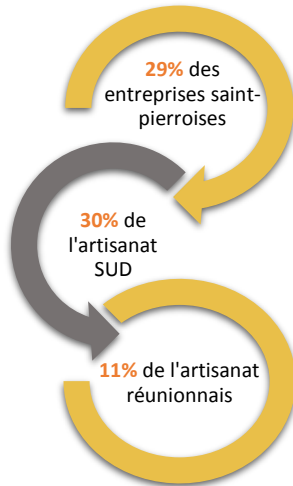 29% des
entreprises saint-
pierroises
30% de
l'artisanat
SUD
11% de l'artisanat
réunionnais